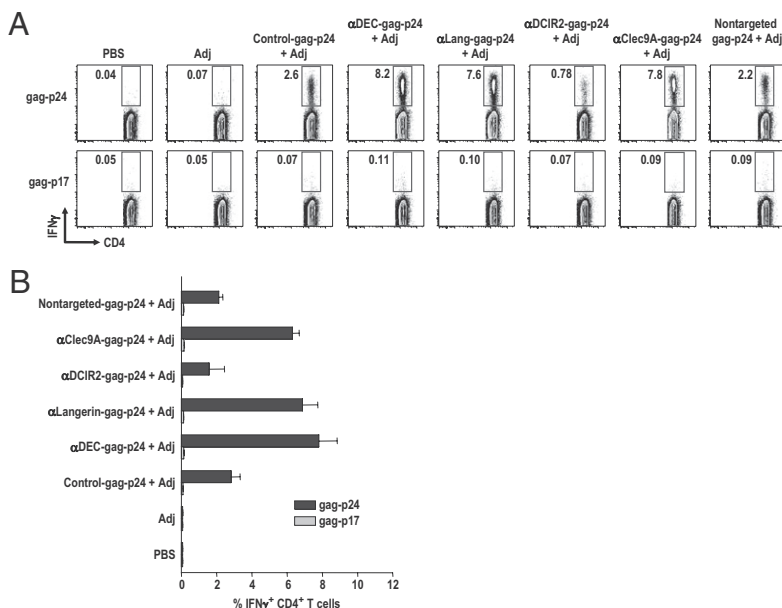 A
PBS
Adj
Control-gag-p24
+ Adj
αDEC-gag-p24
+ Adj
αLang-gag-p24
+ Adj
αDCIR2-gag-p24
+ Adj
αClec9A-gag-p24
+ Adj
Nontargeted
gag-p24 + Adj
gag-p24
0.04
0.07
2.6
8.2
7.6
0.78
7.8
2.2
gag-p17
0.05
0.05
0.07
0.11
0.10
0.07
0.09
0.09
IFNγ
CD4
B
Nontargeted-gag-p24 + Adj
αClec9A-gag-p24 + Adj
αDCIR2-gag-p24 + Adj
αLangerin-gag-p24 + Adj
αDEC-gag-p24 + Adj
Control-gag-p24 + Adj
Adj
PBS
gag-p24
gag-p17
0 2 4 6 8 10 12
% IFNγ+ CD4+ T cells